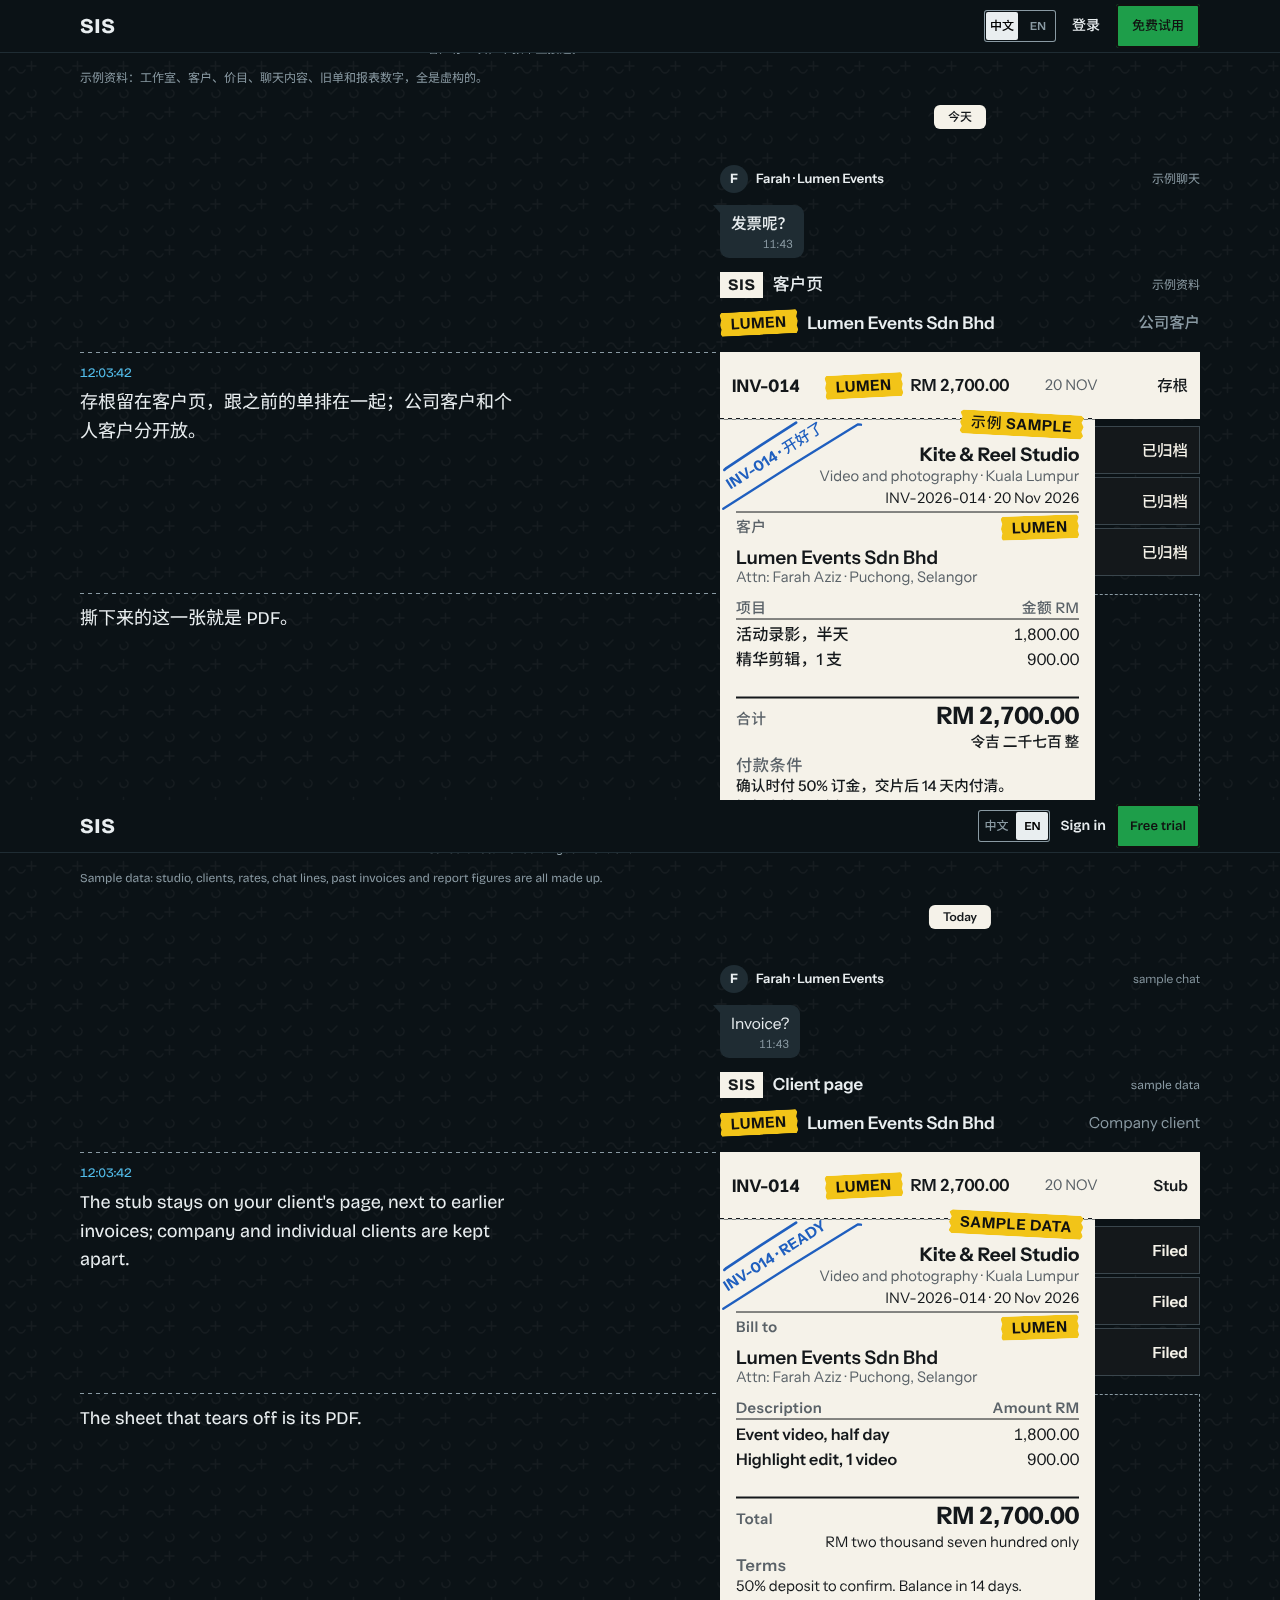 SIS
中文 EN 登录 免费试用
示例资料：工作室、客户、价目、聊天内容、旧单和报表数字，全是虚构的。
今天
F Farah · Lumen Events 示例聊天
发票呢？
11:43
SIS 客户页 示例资料
LUMEN Lumen Events Sdn Bhd 公司客户
12:03:42
存根留在客户页，跟之前的单排在一起；公司客户和个
人客户分开放。
INV-014 LUMEN RM 2,700.00 20 NOV 存根
示例 SAMPLE
INV-014 · 开好了
Kite & Reel Studio
Video and photography · Kuala Lumpur
INV-2026-014 · 20 Nov 2026
已归档
已归档
已归档
客户 LUMEN
Lumen Events Sdn Bhd
Attn: Farah Aziz · Puchong, Selangor
撕下来的这一张就是 PDF。
项目 金额 RM
活动录影，半天 1,800.00
精华剪辑，1 支 900.00
合计 RM 2,700.00
令吉 二千七百 整
付款条件
确认时付 50% 订金，交片后 14 天内付清。
SIS
中文 EN Sign in Free trial
Sample data: studio, clients, rates, chat lines, past invoices and report figures are all made up.
Today
F Farah · Lumen Events sample chat
Invoice?
11:43
SIS Client page sample data
LUMEN Lumen Events Sdn Bhd Company client
12:03:42
The stub stays on your client's page, next to earlier
invoices; company and individual clients are kept
apart.
INV-014 LUMEN RM 2,700.00 20 NOV Stub
SAMPLE DATA
INV-014 · READY
Kite & Reel Studio
Video and photography · Kuala Lumpur
INV-2026-014 · 20 Nov 2026
Filed
Filed
Filed
Bill to LUMEN
Lumen Events Sdn Bhd
Attn: Farah Aziz · Puchong, Selangor
The sheet that tears off is its PDF.
Description Amount RM
Event video, half day 1,800.00
Highlight edit, 1 video 900.00
Total RM 2,700.00
RM two thousand seven hundred only
Terms
50% deposit to confirm. Balance in 14 days.